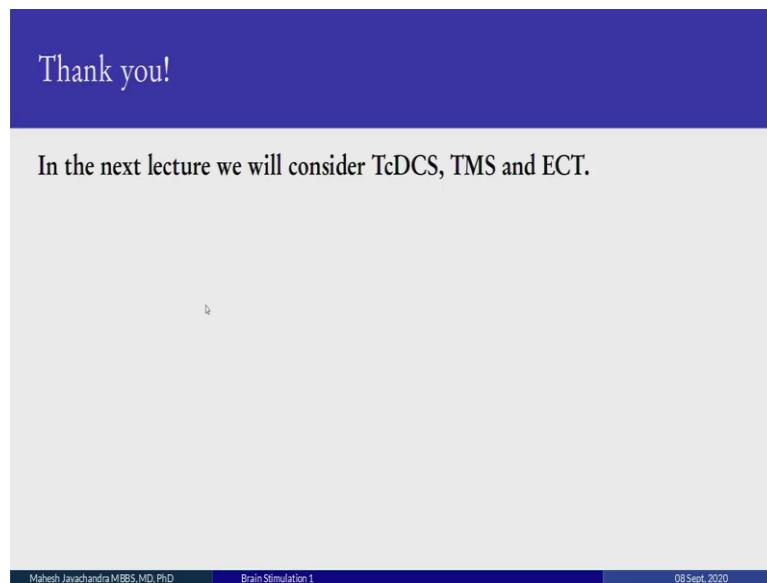 Thank you!
In the next lecture we will consider TcDCS, TMS and ECT.
Mahesh Jayachandra MBBS, MD, PhD
Brain Stimulation 1
08 Sept, 2020